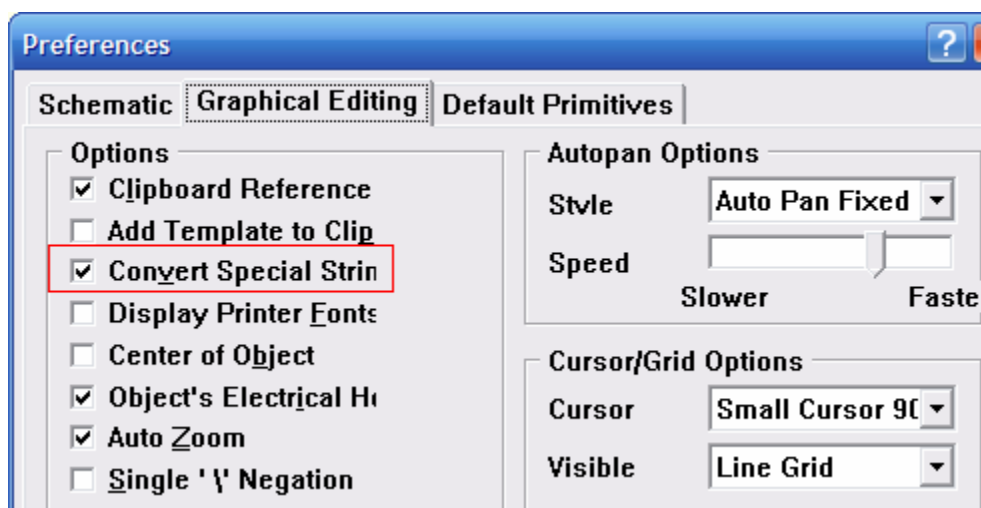 Preferences
?
Schematic Graphical Editing Default Primitives
Options
Clipboard Reference
Add Template to Clip
Convert Special Strin
Display Printer Fonts
Center of Object
Object's Electrical Ho
Auto Zoom
Single '\' Negation
Autopan Options
Style
Auto Pan Fixed
Speed
Slower Faste
Cursor/Grid Options
Cursor
Small Cursor 90
Visible
Line Grid